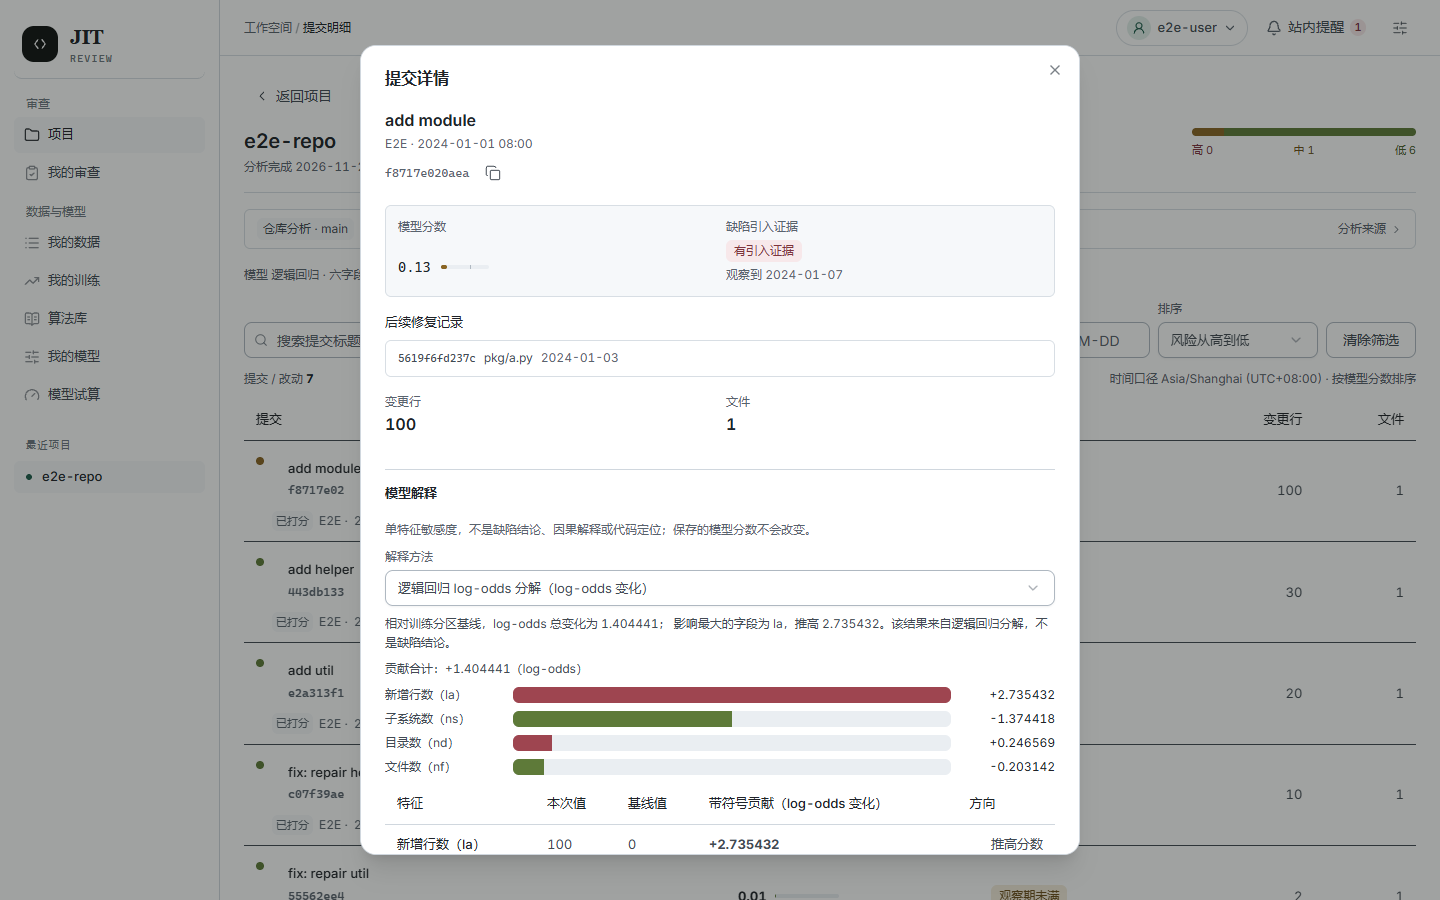 JIT
REVIEW
审查
项目
我的审查
数据与模型
我的数据
我的训练
算法库
我的模型
模型试算
最近项目
e2e-repo
工作空间 / 提交明细
e2e-user
站内提醒 1
返回项目
e2e-repo
分析完成 2026-11-
高 0 中 1 低 6
仓库分析 · main
分析来源
模型 逻辑回归 · 六字段
排序
搜索提交标题
M-DD
风险从高到低
清除筛选
提交 / 改动 7
时间口径 Asia/Shanghai (UTC+08:00) · 按模型分数排序
提交 变更行 文件
add module
f8717e02
已打分 E2E · 2
100 1
add helper
443db133
已打分 E2E · 2
30 1
add util
e2a313f1
已打分 E2E · 2
20 1
fix: repair he
c07f39ae
已打分 E2E · 2
10 1
fix: repair util
55562ee4
0.01 观察期未满 2 1
提交详情
add module
E2E · 2024-01-01 08:00
f8717e020aea
模型分数
0.13
缺陷引入证据
有引入证据
观察到 2024-01-07
后续修复记录
5619f6fd237c pkg/a.py 2024-01-03
变更行
100
文件
1
模型解释
单特征敏感度，不是缺陷结论、因果解释或代码定位；保存的模型分数不会改变。
解释方法
逻辑回归 log-odds 分解（log-odds 变化）
相对训练分区基线，log-odds 总变化为 1.404441； 影响最大的字段为 la，推高 2.735432。该结果来自逻辑回归分解，不
是缺陷结论。
贡献合计：+1.404441（log-odds）
新增行数（la） +2.735432
子系统数（ns） -1.374418
目录数（nd） +0.246569
文件数（nf） -0.203142
特征 本次值 基线值 带符号贡献（log-odds 变化） 方向
新增行数（la） 100 0 +2.735432 推高分数